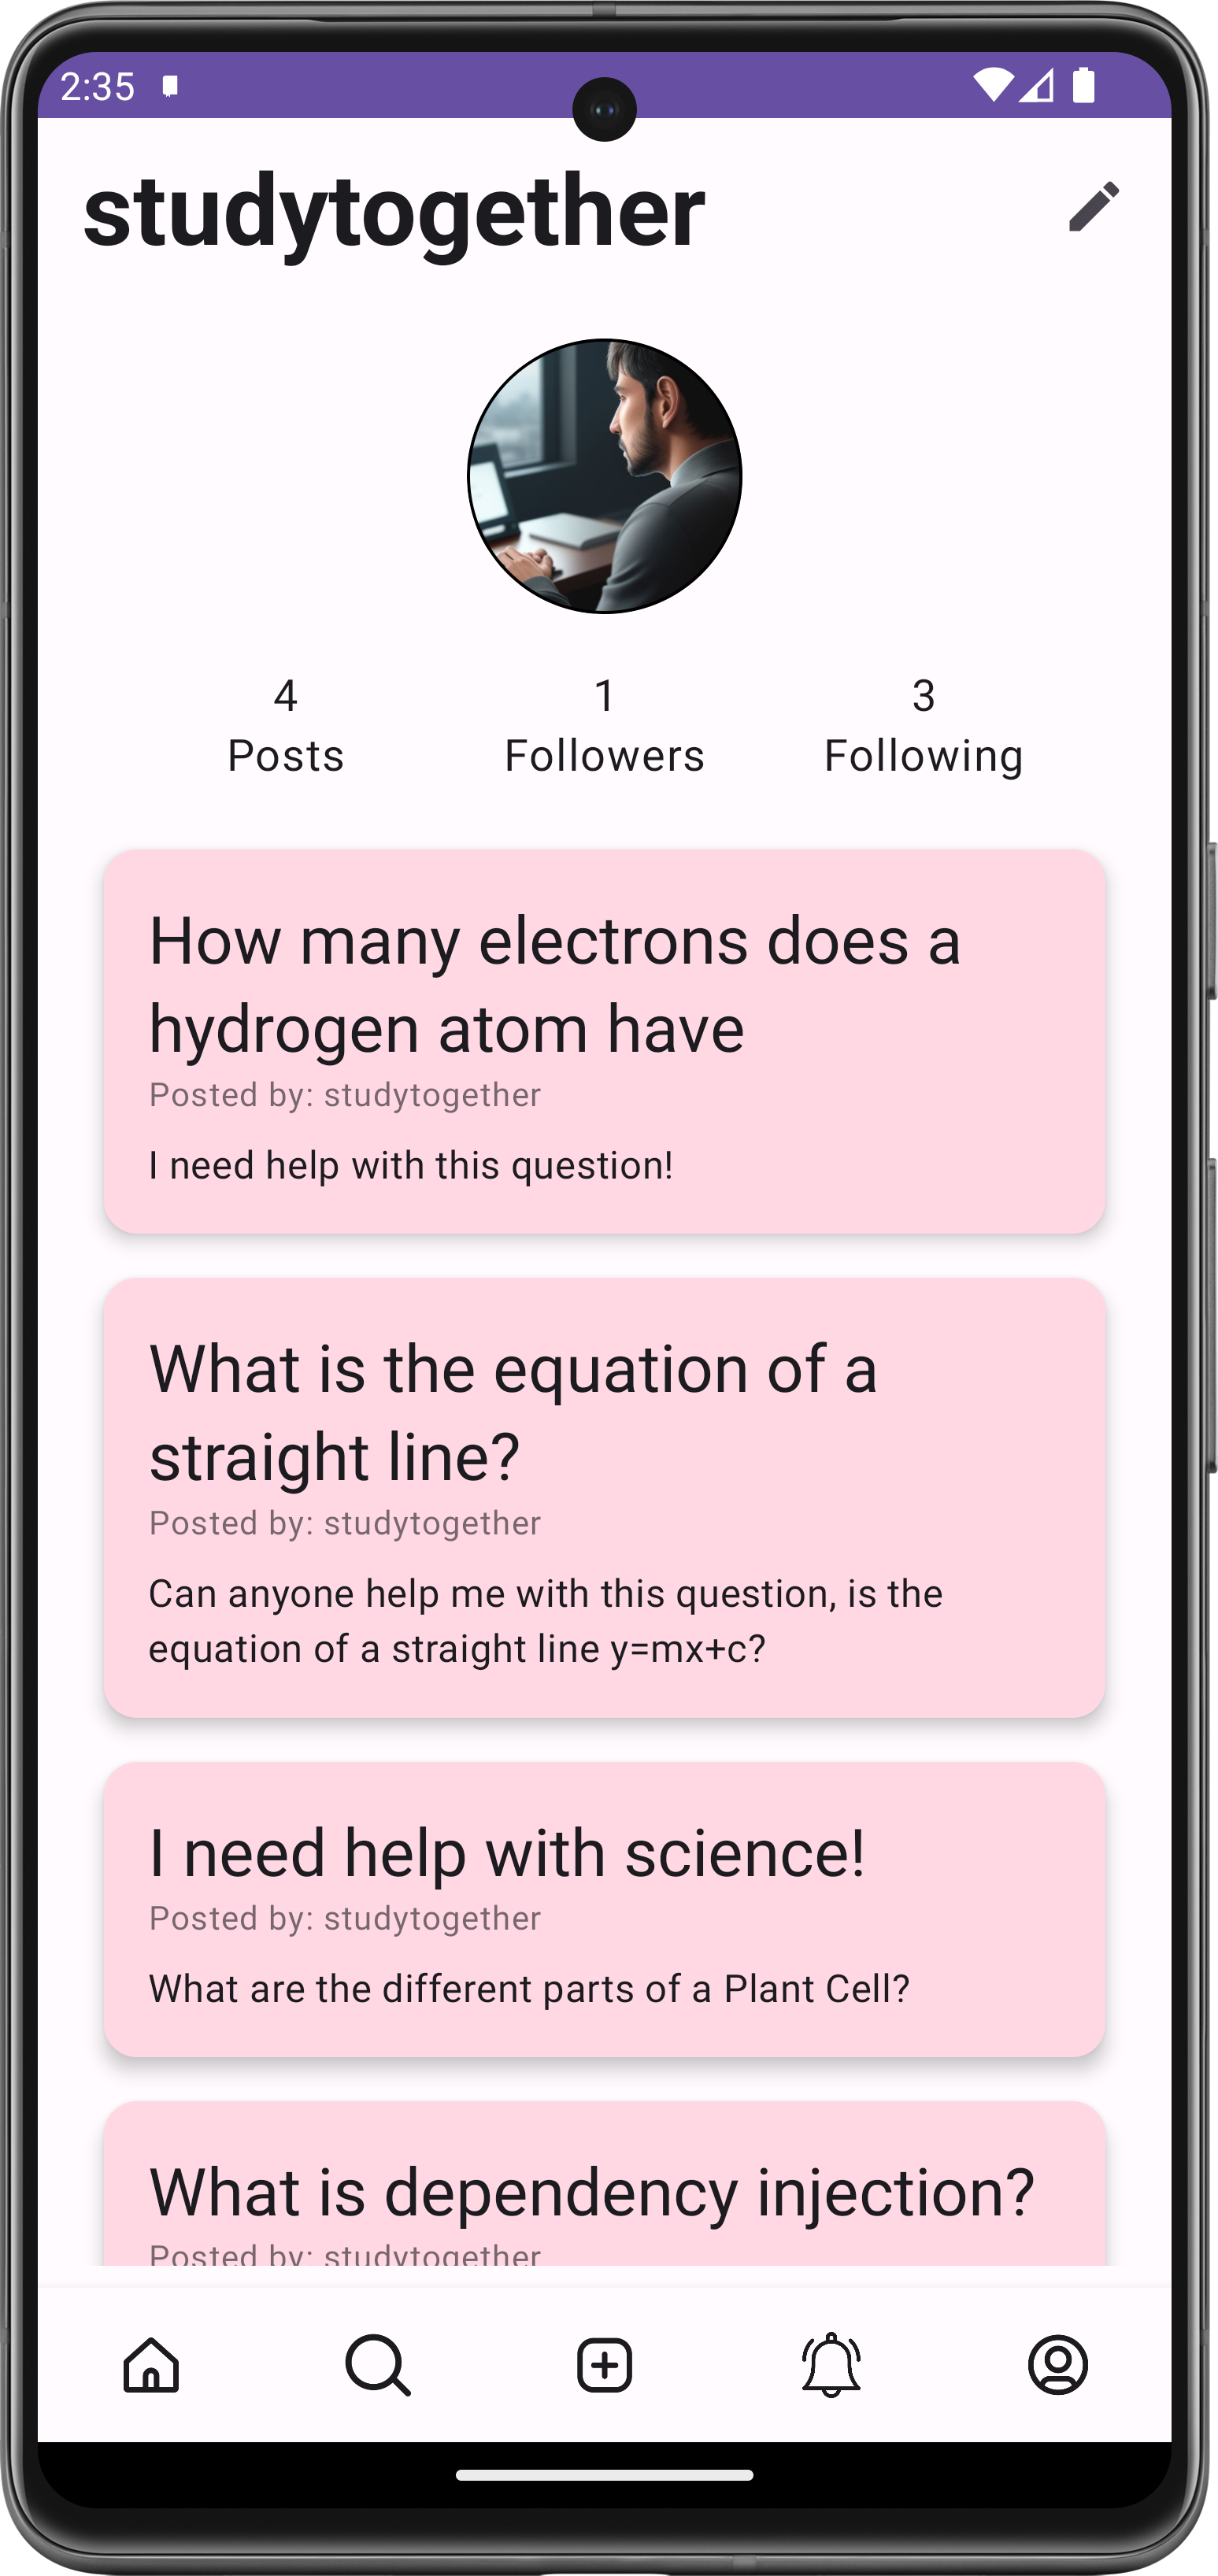 2:35
studytogether
4
Posts
1
Followers
3
Following
How many electrons does a
hydrogen atom have
Posted by: studytogether
I need help with this question!
What is the equation of a
straight line?
Posted by: studytogether
Can anyone help me with this question, is the
equation of a straight line y=mx+c?
I need help with science!
Posted by: studytogether
What are the different parts of a Plant Cell?
What is dependency injection?
Posted by: studytogether